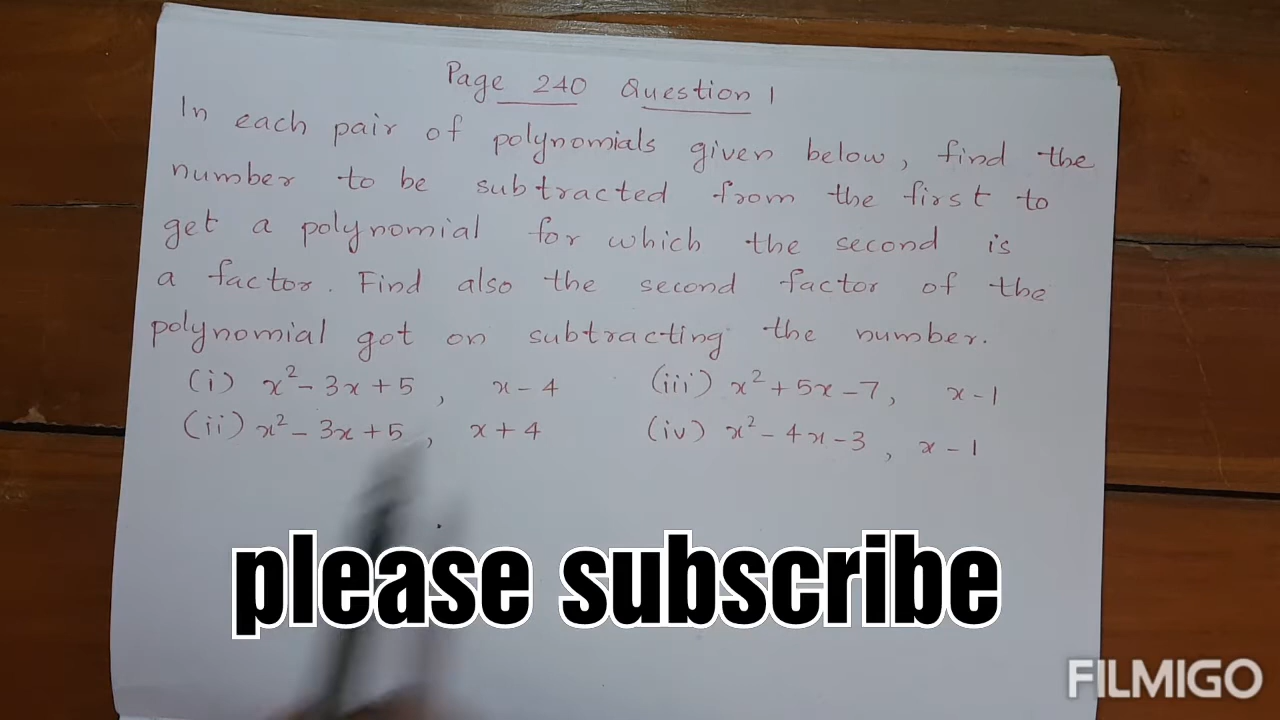 Page 240 Question 1
In each pair of polynomials given below, find the
number to be subtracted from the first to
get a polynomial for which the second is
a factor. Find also the second factor of the
polynomial got on subtracting the number.
(i) x² - 3x + 5, x - 4
(iii) x² + 5x - 7, x - 1
(ii) x² - 3x + 5, x + 4
(iv) x² - 4x - 3, x - 1
please subscribe
FILMIGO